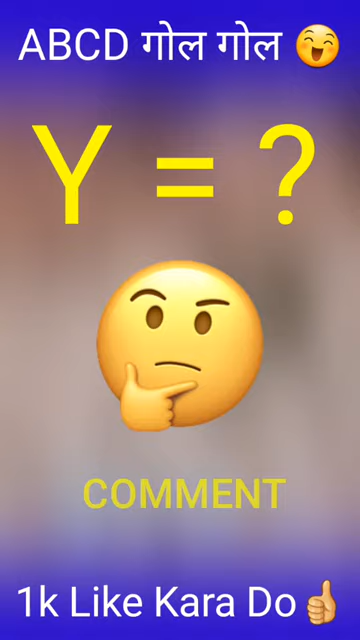 ABCD गोल गोल 😄
Y = ?
COMMENT
1k Like Kara Do👍